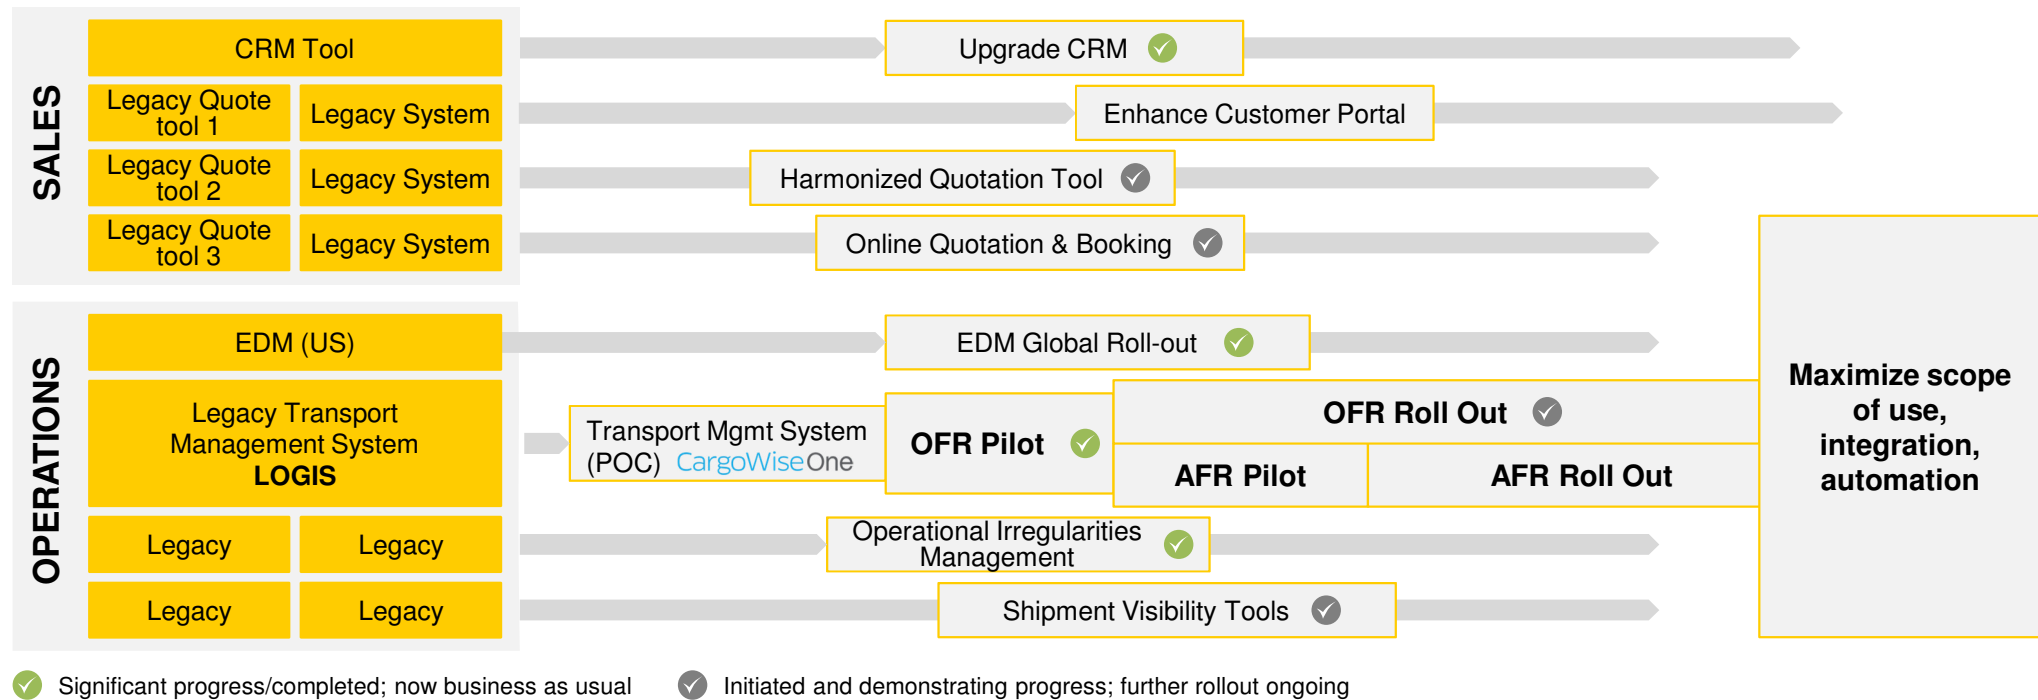 SALES
CRM Tool
Upgrade CRM
Legacy Quote
tool 1
Legacy System
Enhance Customer Portal
Legacy Quote
tool 2
Legacy System
Harmonized Quotation Tool
Legacy Quote
tool 3
Legacy System
Online Quotation & Booking
OPERATIONS
EDM (US)
EDM Global Roll-out
Legacy Transport
Management System
LOGIS
Transport Mgmt System
(POC) CargoWiseOne
OFR Pilot
OFR Roll Out
AFR Pilot
AFR Roll Out
Maximize scope
of use,
integration,
automation
Legacy
Legacy
Operational Irregularities
Management
Legacy
Legacy
Shipment Visibility Tools
Significant progress/completed; now business as usual
Initiated and demonstrating progress; further rollout ongoing